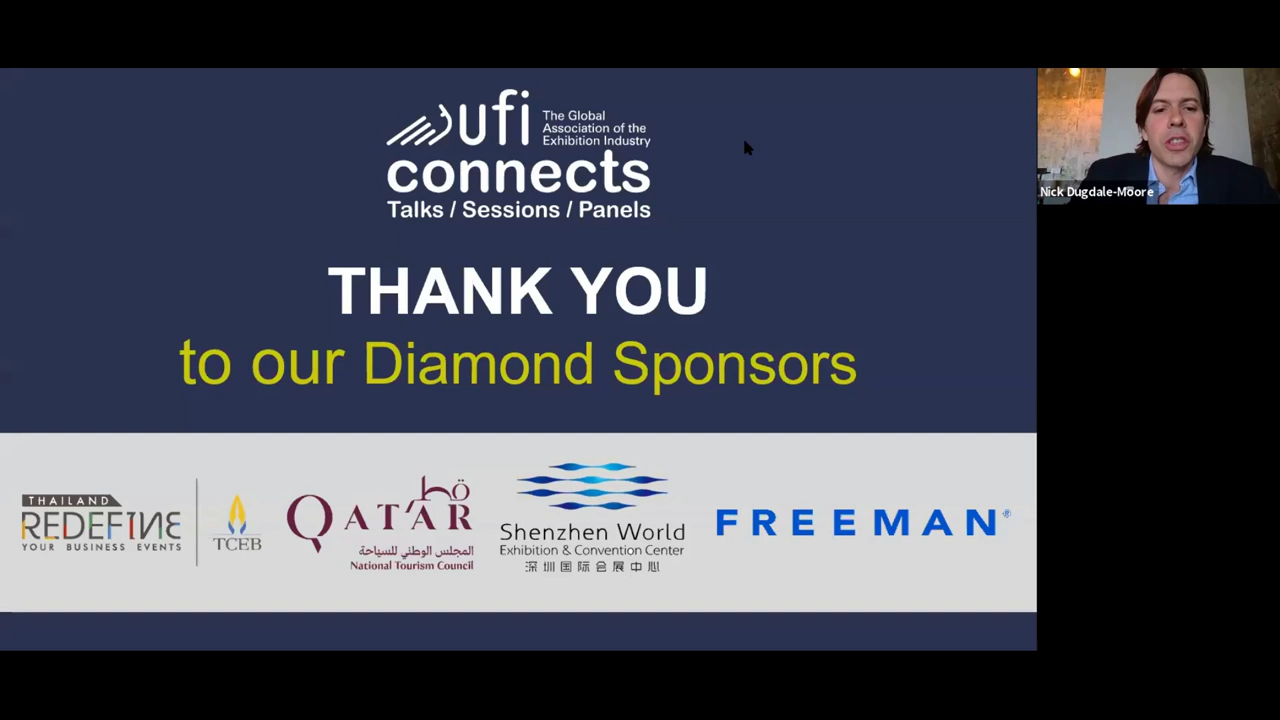 ufi
The Global
Association of the
Exhibition Industry
connects
Talks / Sessions / Panels
Nick Dugdale-Moore
THANK YOU
to our Diamond Sponsors
THAILAND
REDEFINE
YOUR BUSINESS EVENTS
TCEB
قطر
QATAR
المجلس الوطني للسياحة
National Tourism Council
Shenzhen World
Exhibition & Convention Center
深圳国际会展中心
FREEMAN®